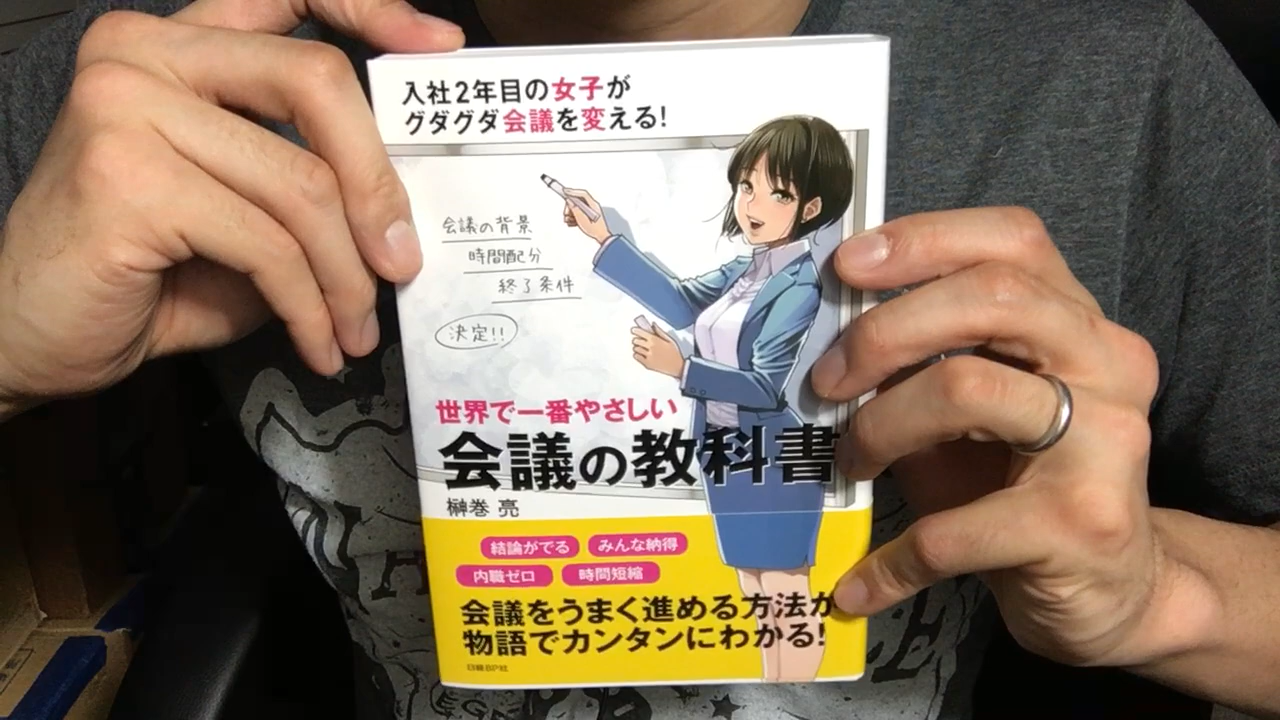 入社2年目の女子が
グダグダ会議を変える!
会議の背景
時間配分
終了条件
決定!!
世界で一番やさしい
会議の教科書
榊巻 亮
結論がでる
みんな納得
内職ゼロ
時間短縮
会議をうまく進める方法が
物語でカンタンにわかる!
日経BP社